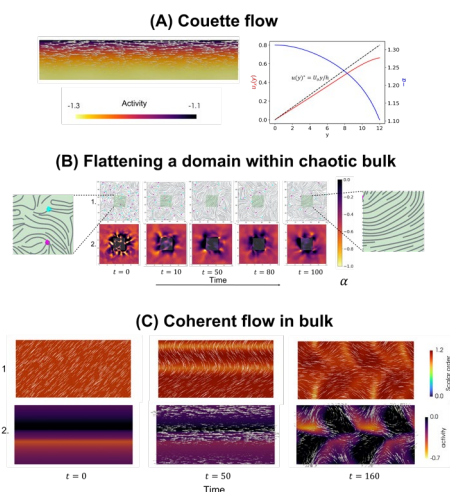 (A) Couette flow
Activity
-1.3
-1.1
0.8
0.6
0.4
0.2
0.0
u(y)* = U₀y/h
1.30
1.25
1.20
1.15
1.10
-α
0
2
4
6
8
10
12
y
(B) Flattening a domain within chaotic bulk
1.
2.
0.0
−0.2
−0.4
−0.6
−0.8
−1.0
t = 0
t = 10
t = 50
t = 80
t = 100
Time
α
(C) Coherent flow in bulk
1
1.2
0.0
Scalar order
2.
0.0
-0.7
activity
t = 0
t = 50
t = 160
Time